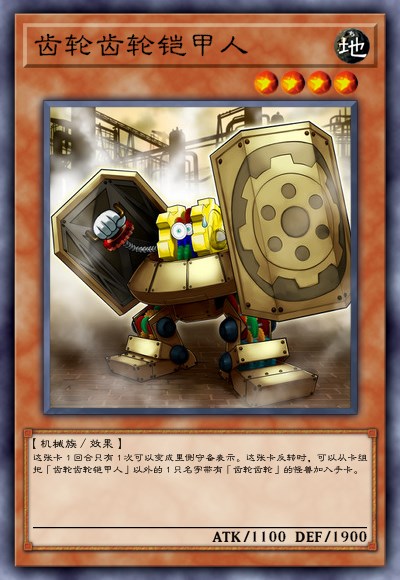 齿轮齿轮铠甲人
地
【机械族／效果】
这张卡１回合只有１次可以变成里侧守备表示。这张卡反转时，可以从卡组
把「齿轮齿轮铠甲人」以外的１只名字带有「齿轮齿轮」的怪兽加入手卡。
ATK/1100 DEF/1900